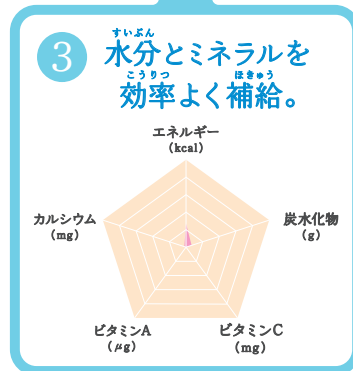 3
すいぶん
水分とミネラルを
こうりつ ほきゅう
効率よく補給。
エネルギー
(kcal)
カルシウム
(mg)
炭水化物
(g)
ビタミンA
(μg)
ビタミンC
(mg)